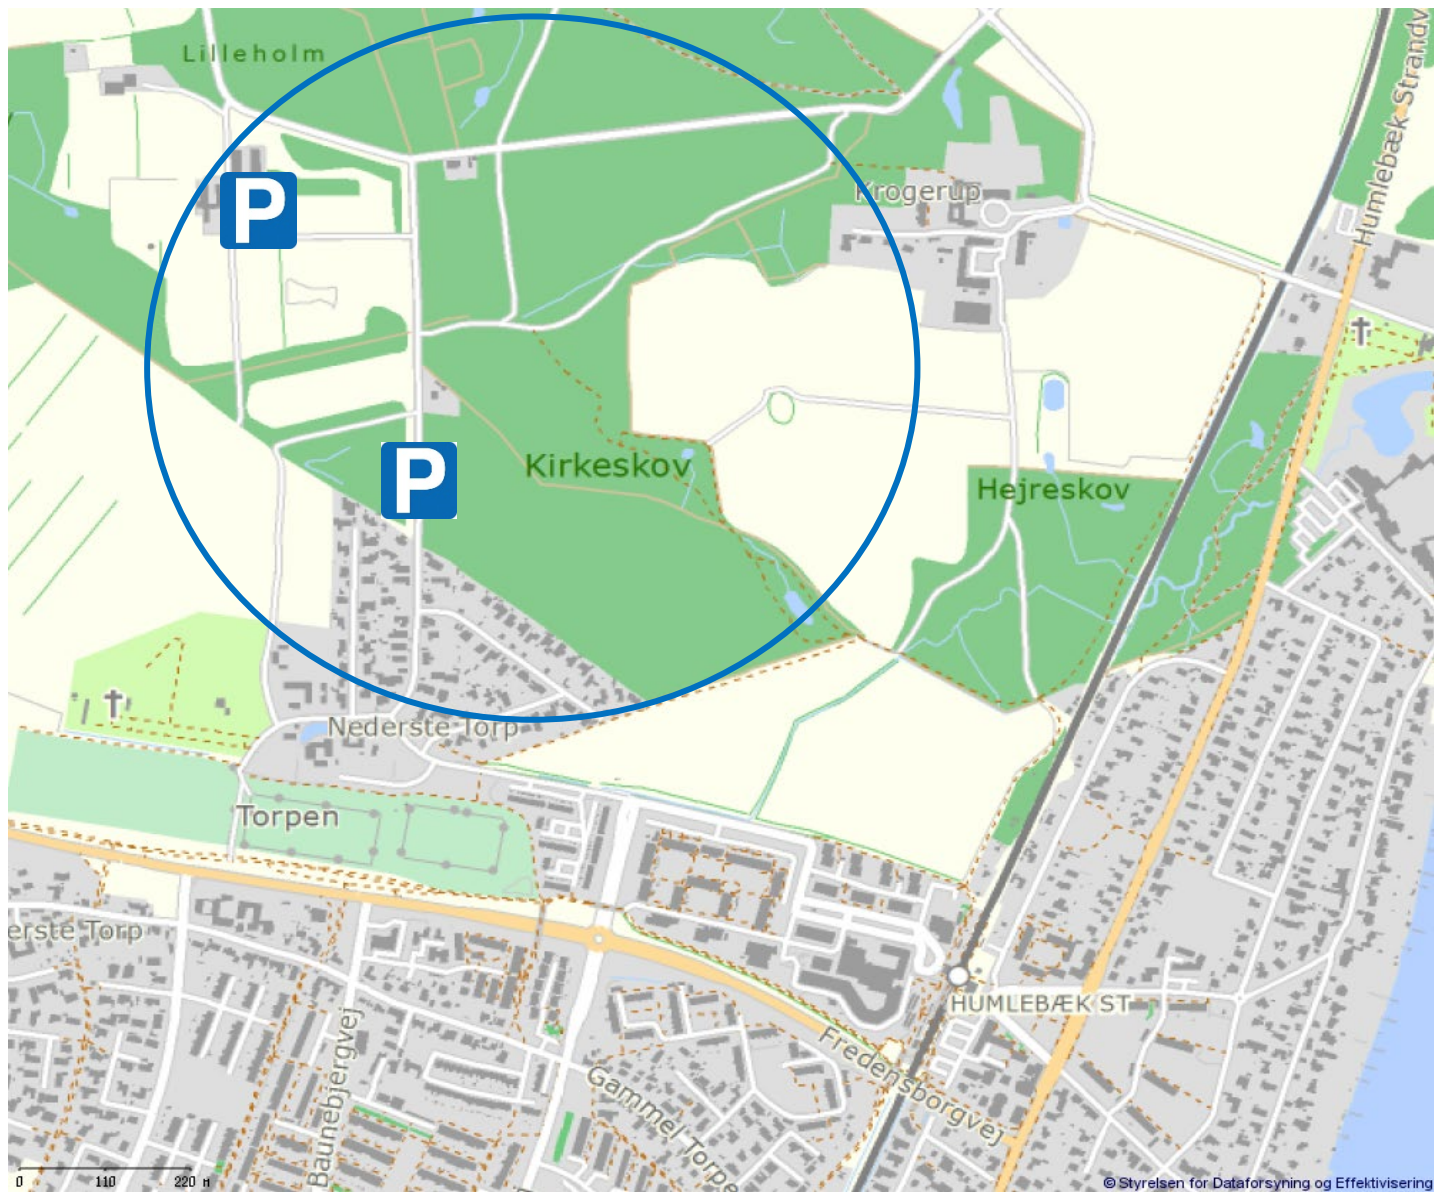 Lilleholm
Humlebæk Strandv
Krogerup
P
P
Kirkeskov
Hejreskov
Nederste Torp
Torpen
erste Torp
HUMLEBÆK ST
Baunebjergvej
Fredensborgvej
Gammel Torpe
0 110 220 M
© Styrelsen for Dataforsyning og Effektivisering